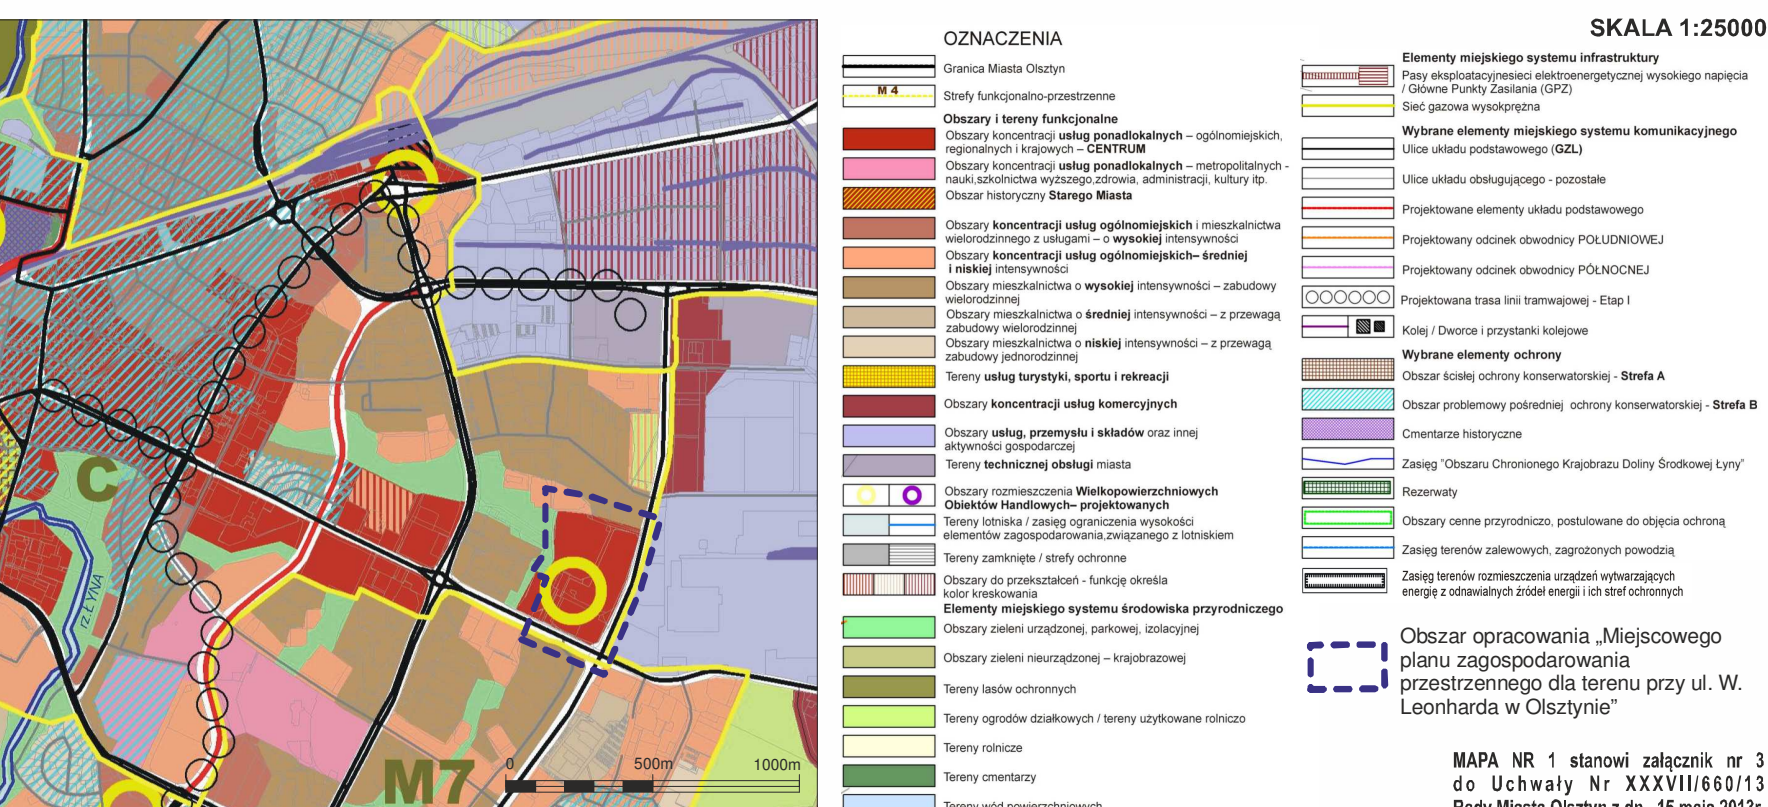 C
rz.ŁYNA
M7
0 500m 1000m
OZNACZENIA
Granica Miasta Olsztyn
M 4
Strefy funkcjonalno-przestrzenne
Obszary i tereny funkcjonalne
Obszary koncentracji usług ponadlokalnych – ogólnomiejskich,
regionalnych i krajowych – CENTRUM
Obszary koncentracji usług ponadlokalnych – metropolitalnych -
nauki,szkolnictwa wyższego,zdrowia, administracji, kultury itp.
Obszar historyczny Starego Miasta
Obszary koncentracji usług ogólnomiejskich i mieszkalnictwa
wielorodzinnego z usługami – o wysokiej intensywności
Obszary koncentracji usług ogólnomiejskich– średniej
i niskiej intensywności
Obszary mieszkalnictwa o wysokiej intensywności – zabudowy
wielorodzinnej
Obszary mieszkalnictwa o średniej intensywności – z przewagą
zabudowy wielorodzinnej
Obszary mieszkalnictwa o niskiej intensywności – z przewagą
zabudowy jednorodzinnej
Tereny usług turystyki, sportu i rekreacji
Obszary koncentracji usług komercyjnych
Obszary usług, przemysłu i składów oraz innej
aktywności gospodarczej
Tereny technicznej obsługi miasta
Obszary rozmieszczenia Wielkopowierzchniowych
Obiektów Handlowych– projektowanych
Tereny lotniska / zasięg ograniczenia wysokości
elementów zagospodarowania,związanego z lotniskiem
Tereny zamknięte / strefy ochronne
Obszary do przekształceń - funkcję określa
kolor kreskowania
Elementy miejskiego systemu środowiska przyrodniczego
Obszary zieleni urządzonej, parkowej, izolacyjnej
Obszary zieleni nieurządzonej – krajobrazowej
Tereny lasów ochronnych
Tereny ogrodów działkowych / tereny użytkowane rolniczo
Tereny rolnicze
Tereny cmentarzy
Tereny wód powierzchniowych
SKALA 1:25000
Elementy miejskiego systemu infrastruktury
Pasy eksploatacyjnesieci elektroenergetycznej wysokiego napięcia
/ Główne Punkty Zasilania (GPZ)
Sieć gazowa wysokoprężna
Wybrane elementy miejskiego systemu komunikacyjnego
Ulice układu podstawowego (GZL)
Ulice układu obsługującego - pozostałe
Projektowane elementy układu podstawowego
Projektowany odcinek obwodnicy POŁUDNIOWEJ
Projektowany odcinek obwodnicy PÓŁNOCNEJ
Projektowana trasa linii tramwajowej - Etap I
Kolej / Dworce i przystanki kolejowe
Wybrane elementy ochrony
Obszar ścisłej ochrony konserwatorskiej - Strefa A
Obszar problemowy pośredniej ochrony konserwatorskiej - Strefa B
Cmentarze historyczne
Zasięg "Obszaru Chronionego Krajobrazu Doliny Środkowej Łyny"
Rezerwaty
Obszary cenne przyrodniczo, postulowane do objęcia ochroną
Zasięg terenów zalewowych, zagrożonych powodzią
Zasięg terenów rozmieszczenia urządzeń wytwarzających
energię z odnawialnych źródeł energii i ich stref ochronnych
Obszar opracowania „Miejscowego
planu zagospodarowania
przestrzennego dla terenu przy ul. W.
Leonharda w Olsztynie”
MAPA NR 1 stanowi załącznik nr 3
do Uchwały Nr XXXVII/660/13
Rady Miasta Olsztyn z dn. 15 maja 2013r.